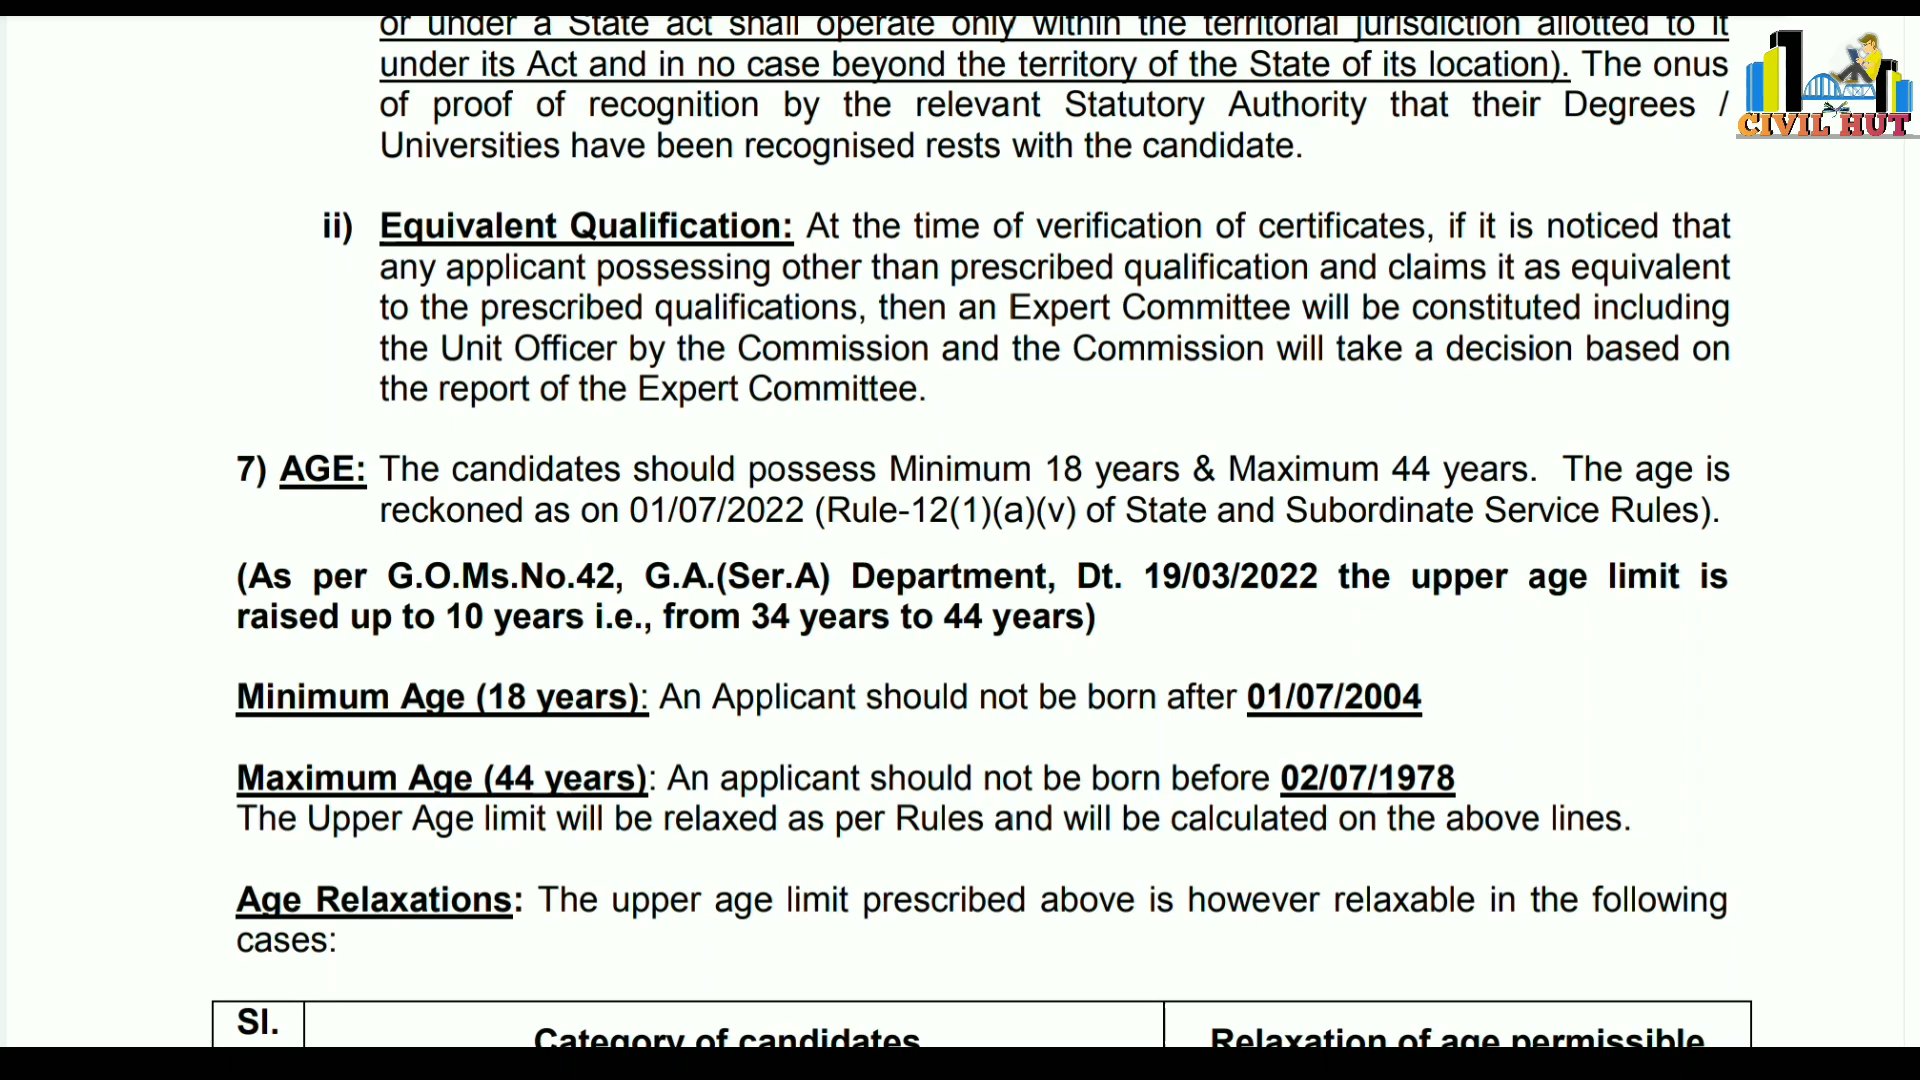 or under a State act shall operate only within the territorial jurisdiction allotted to it
under its Act and in no case beyond the territory of the State of its location). The onus
of proof of recognition by the relevant Statutory Authority that their Degrees /
Universities have been recognised rests with the candidate.
CIVIL HUT
ii) Equivalent Qualification: At the time of verification of certificates, if it is noticed that
any applicant possessing other than prescribed qualification and claims it as equivalent
to the prescribed qualifications, then an Expert Committee will be constituted including
the Unit Officer by the Commission and the Commission will take a decision based on
the report of the Expert Committee.
7) AGE: The candidates should possess Minimum 18 years & Maximum 44 years. The age is
reckoned as on 01/07/2022 (Rule-12(1)(a)(v) of State and Subordinate Service Rules).
(As per G.O.Ms.No.42, G.A.(Ser.A) Department, Dt. 19/03/2022 the upper age limit is
raised up to 10 years i.e., from 34 years to 44 years)
Minimum Age (18 years): An Applicant should not be born after 01/07/2004
Maximum Age (44 years): An applicant should not be born before 02/07/1978
The Upper Age limit will be relaxed as per Rules and will be calculated on the above lines.
Age Relaxations: The upper age limit prescribed above is however relaxable in the following
cases:
Sl.
Category of candidates
Relaxation of age permissible